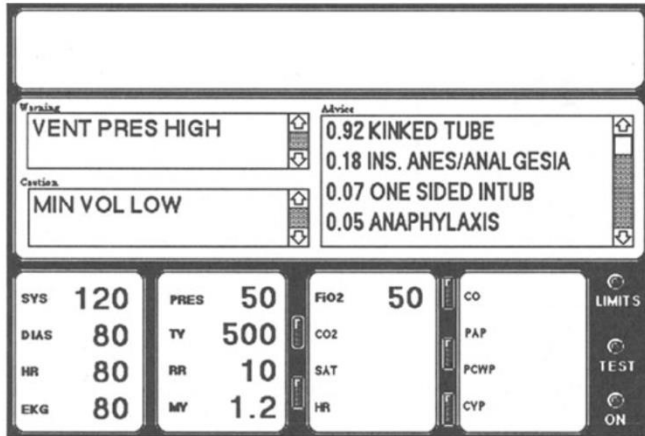 Warning
VENT PRES HIGH
Caution
MIN VOL LOW
Advice
0.92 KINKED TUBE
0.18 INS. ANES/ANALGESIA
0.07 ONE SIDED INTUB
0.05 ANAPHYLAXIS
SYS 120
DIAS 80
HR 80
EKG 80
PRES 50
TV 500
RR 10
MV 1.2
FiO2 50
CO2
SAT
HR
CO
PAP
PCWP
CVP
LIMITS
TEST
ON